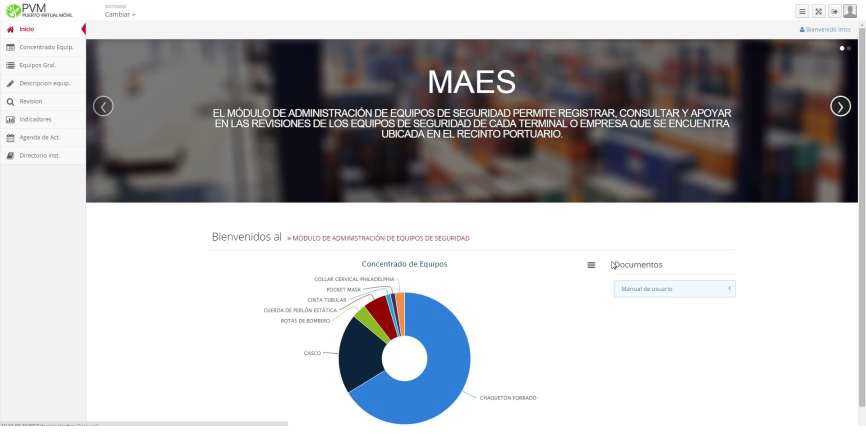 PVM
PUERTO VIRTUAL MÓVIL
Cambiar
Bienvenido Intos
Inicio
Concentrado Equip.
Equipos Gral.
Descripcion equip.
Revision
Indicadores
Agenda de Act.
Directorio Inst.
MAES
EL MÓDULO DE ADMINISTRACIÓN DE EQUIPOS DE SEGURIDAD PERMITE REGISTRAR, CONSULTAR Y APOYAR
EN LAS REVISIONES DE LOS EQUIPOS DE SEGURIDAD DE CADA TERMINAL O EMPRESA QUE SE ENCUENTRA
UBICADA EN EL RECINTO PORTUARIO.
Bienvenidos al » MÓDULO DE ADMINISTRACIÓN DE EQUIPOS DE SEGURIDAD
Concentrado de Equipos
COLLAR CERVICAL PHILADELPHIA
POCKET MASK
CINTA TUBULAR
CUERDA DE PERLÓN ESTÁTICA
BOTAS DE BOMBERO
CASCO
CHAQUETÓN FORRADO
Documentos
Manual de usuario